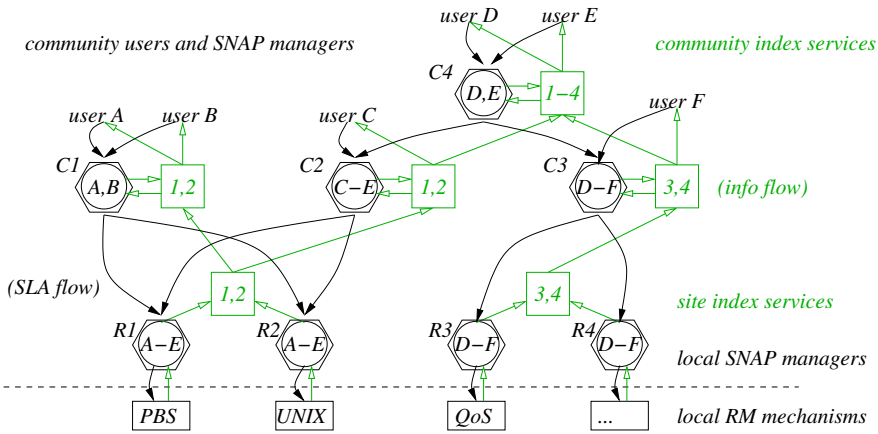 user D
user E
community users and SNAP managers
community index services
C4
D,E
1−4
user A
user B
user C
user F
C1
A,B
1,2
C2
C−E
1,2
C3
D−F
3,4
(info flow)
(SLA flow)
1,2
3,4
site index services
R1
A−E
R2
A−E
R3
D−F
R4
D−F
local SNAP managers
PBS
UNIX
QoS
...
local RM mechanisms